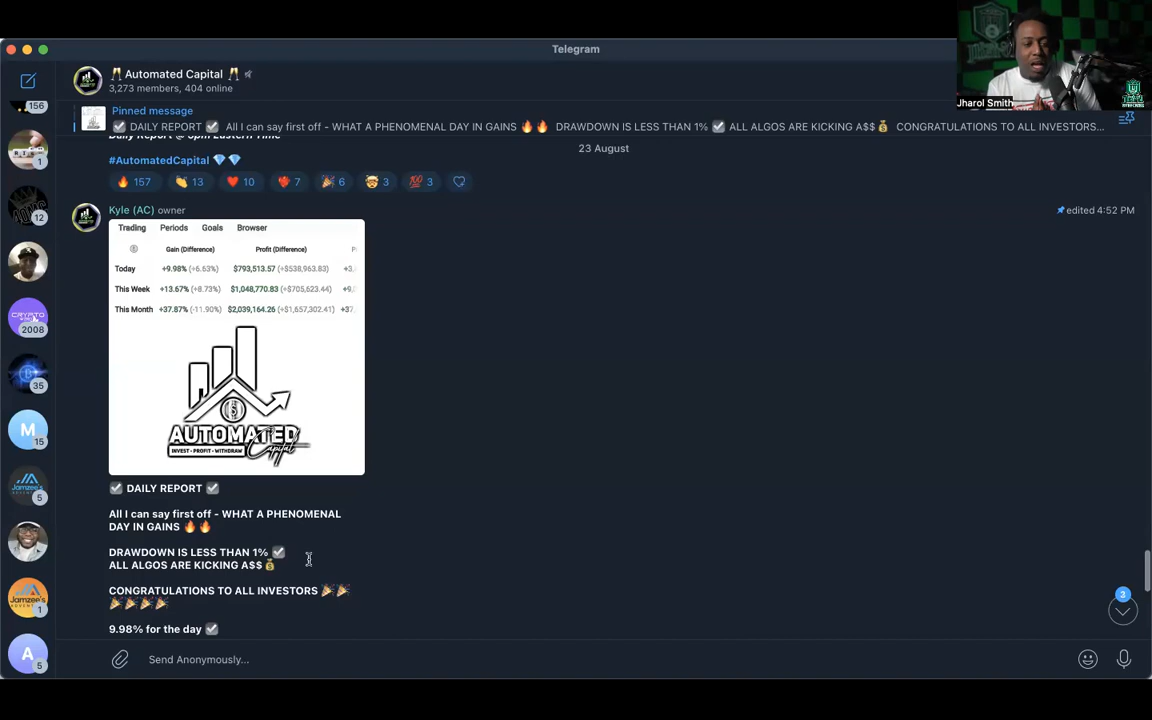 Telegram
🥂 Automated Capital 🥂
3,273 members, 404 online
Pinned message
☑ DAILY REPORT ☑ All I can say first off - WHAT A PHENOMENAL DAY IN GAINS 🔥🔥 DRAWDOWN IS LESS THAN 1% ☑ ALL ALGOS ARE KICKING A$$ 💰 CONGRATULATIONS TO ALL INVESTORS...
23 August
#AutomatedCapital 💎💎
🔥 157 👏 13 ❤️ 10 7 🎉 6 🤯 3 💯 3
Kyle (AC) owner
edited 4:52 PM
Trading Periods Goals Browser
Gain (Difference) Profit (Difference)
Today +9.98% (+6.63%) $793,513.57 (+$538,963.83) +3,
This Week +13.67% (+8.73%) $1,048,770.83 (+$705,623.44) +9,
This Month +37.87% (-11.90%) $2,039,164.26 (+$1,657,302.41) +37
AUTOMATED
Capital
INVEST - PROFIT - WITHDRAW
☑ DAILY REPORT ☑
All I can say first off - WHAT A PHENOMENAL
DAY IN GAINS 🔥🔥
DRAWDOWN IS LESS THAN 1% ☑
ALL ALGOS ARE KICKING A$$ 💰
CONGRATULATIONS TO ALL INVESTORS 🎉🎉
🎉🎉🎉🎉
9.98% for the day ☑
Send Anonymously...
3
156
1
12
CRYPTO
2008
35
M
15
5
1
A
5
Jharol Smith